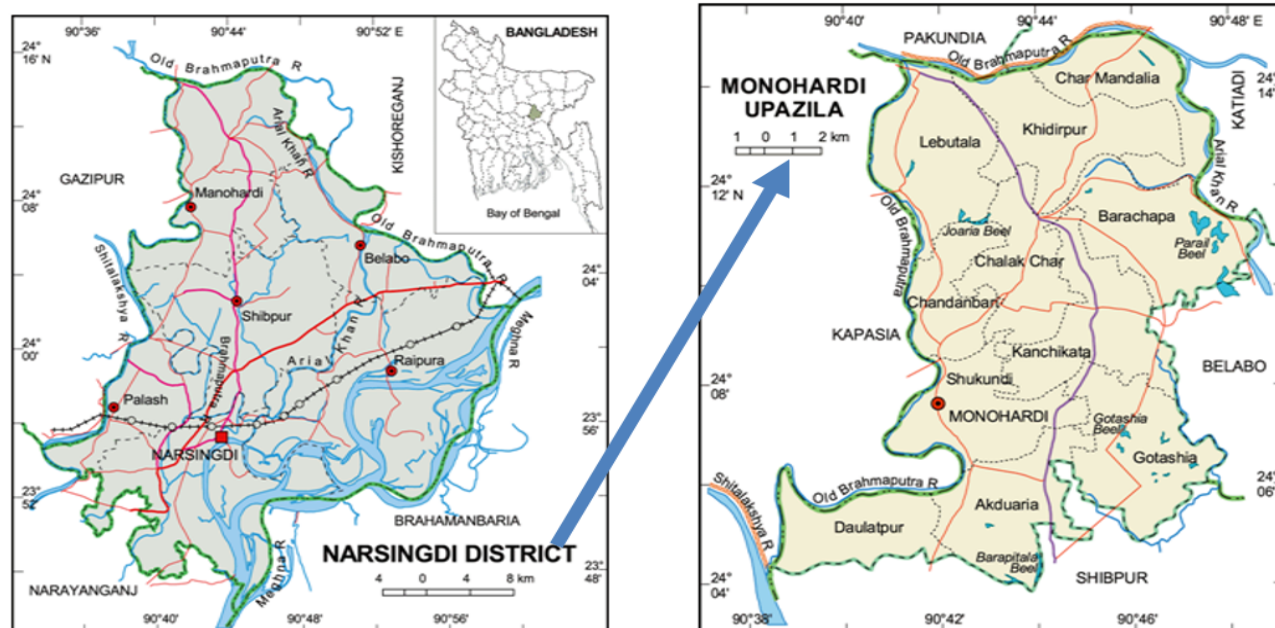 90°36'
90°44'
90°52' E
24°
16' N
Old Brahmaputra R
BANGLADESH
Bay of Bengal
KISHOREGANJ
Arial Khan R
GAZIPUR
24°
08'
Manohardi
Old Brahmaputra R
Belabo
Shitalakshya R
24°
04'
Shibpur
Meghna R
24°
00'
Arial Khan R
Brahmaputra R
Raipura
Palash
23°
56'
NARSINGDI
23°
52'
BRAHAMANBARIA
NARSINGDI DISTRICT
4 0 4 8 km
Meghna R
23°
48'
NARAYANGANJ
90°40'
90°48'
90°40'
90°44'
90°48' E
PAKUNDIA
Old Brahmaputra R
Char Mandalia
KATIADI
24°
14'
MONOHARDI
UPAZILA
1 0 1 2 km
Lebutala
Khidirpur
Arial Khan R
24°
12' N
Old Brahmaputra
Barachapa
Joaria Beel
Parail
Beel
Chalak Char
Chandanbari
KAPASIA
Kanchikata
BELABO
24°
08'
Shukundi
MONOHARDI
Gotashia
Beel
Gotashia
24°
06'
Shitalakshya R
Old Brahmaputra R
Akduaria
Daulatpur
Barapitala
Beel
SHIBPUR
24°
04'
90°38'
90°42'
90°46'